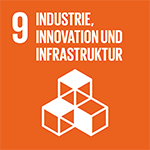 9 INDUSTRIE,
INNOVATION UND
INFRASTRUKTUR